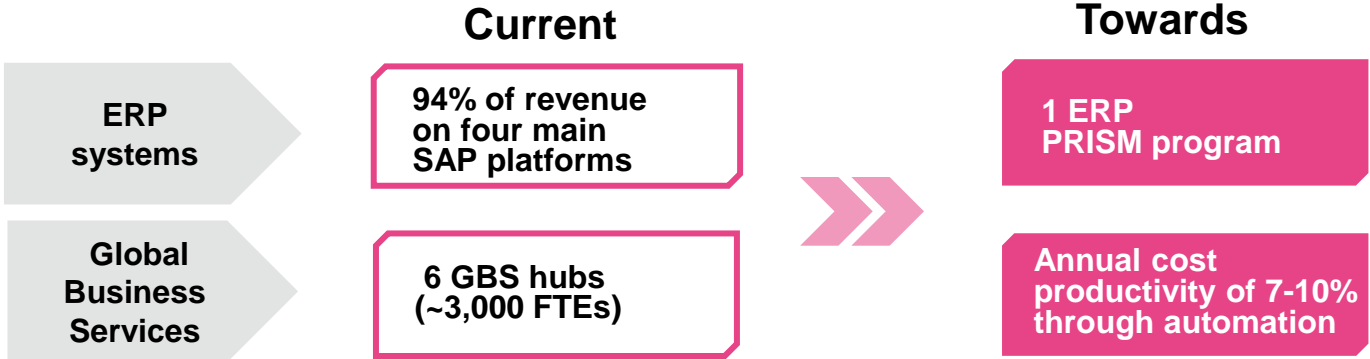 Current
Towards
ERP
systems
94% of revenue
on four main
SAP platforms
1 ERP
PRISM program
Global
Business
Services
6 GBS hubs
(~3,000 FTEs)
Annual cost
productivity of 7-10%
through automation